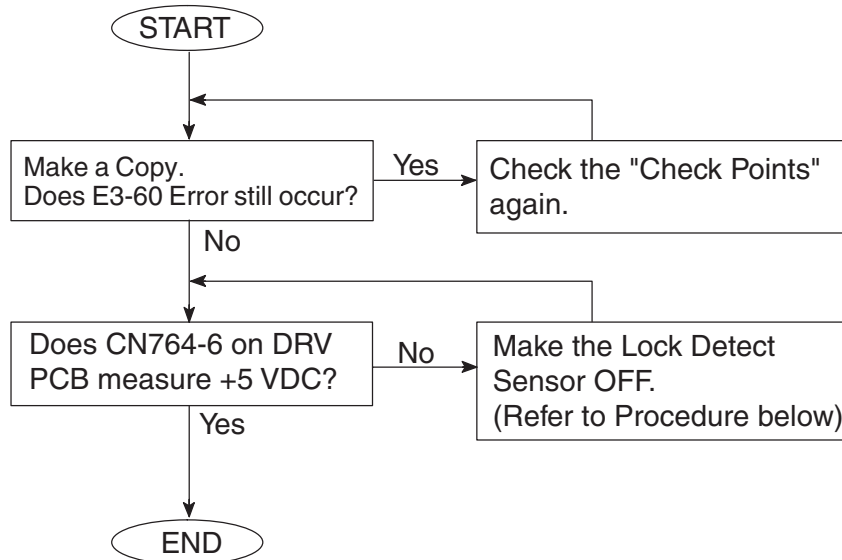 START
Make a Copy.
Does E3-60 Error still occur?
Yes
Check the "Check Points"
again.
No
Does CN764-6 on DRV
PCB measure +5 VDC?
No
Make the Lock Detect
Sensor OFF.
(Refer to Procedure below)
Yes
END